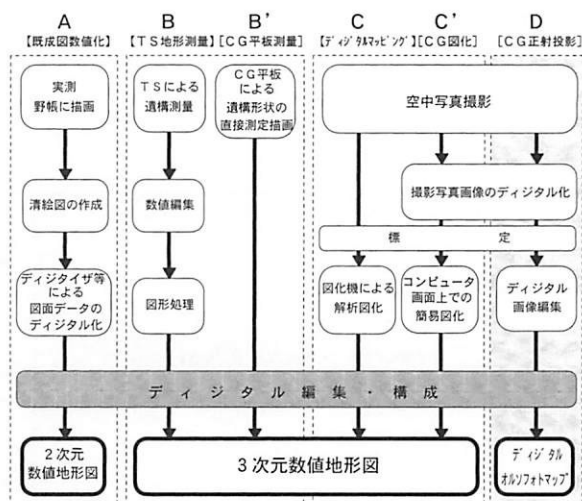 A B B' C C' D
【既成図数値化】 【TS地形測量】 [CG平板測量] 【ディジタルマッピング】 [CG図化] [CG正射投影]
実測
野帳に描画
TSによる
遺構測量
CG平板
による
遺構形状の
直接測定描画
空中写真撮影
清絵図の作成
数値編集
撮影写真画像のディジタル化
標定
ディジタイザ等
による
図面データの
ディジタル化
図形処理
図化機による
解析図化
コンピュータ
画面上での
簡易図化
ディジタル
画像編集
ディジタル編集・構成
2次元
数値地形図
3次元数値地形図
ディジタル
オルソフォトマップ